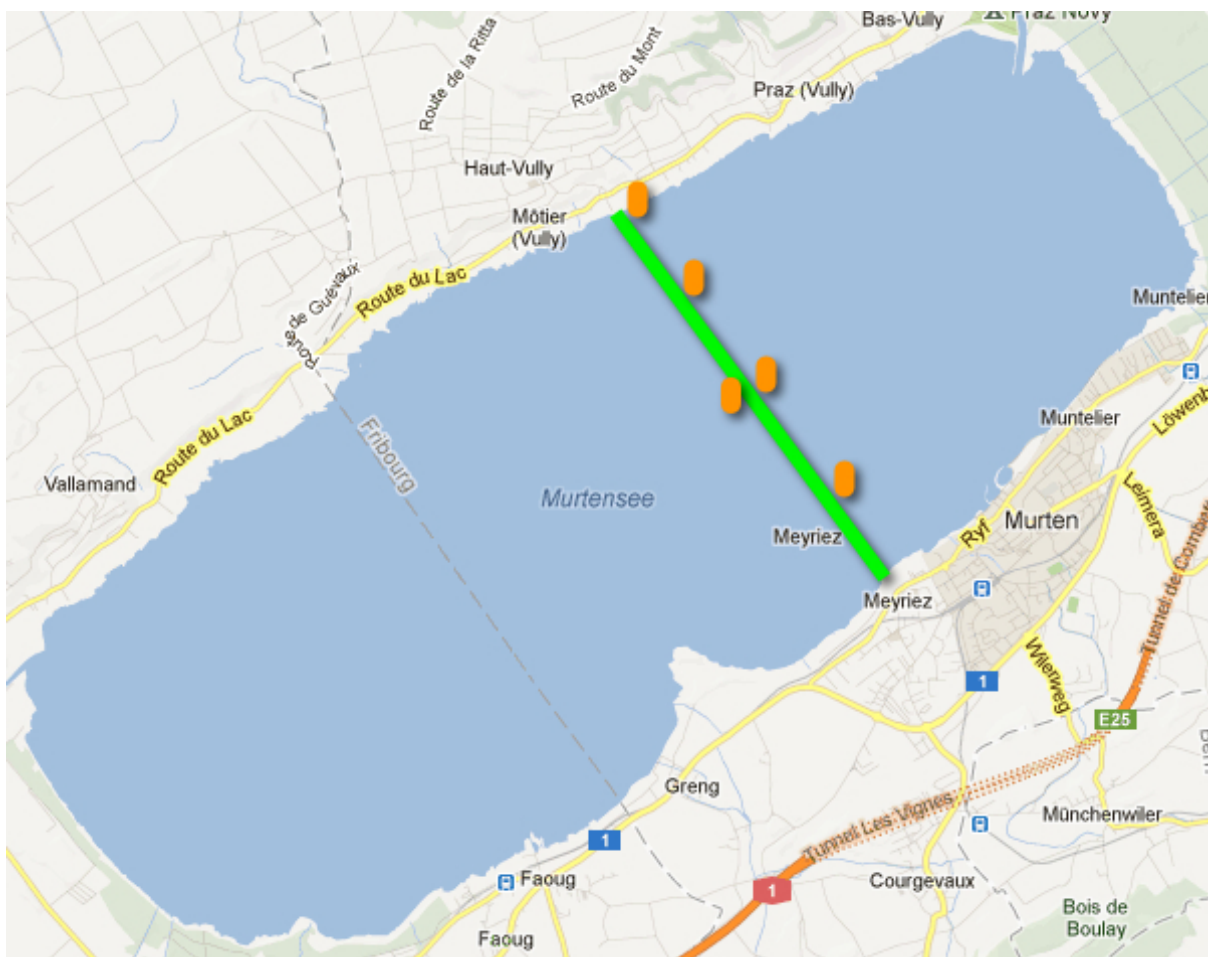 Praz Novy
Bas-Vully
Route de la Riita
Route du Mont
Praz (Vully)
Haut-Vully
Môtier
(Vully)
Route de Guévaux
Route du Lac
Muntelier
Route du Lac
Muntelier
Löwenb
Fribourg
Vallamand
Murtensee
Leimera
Murten
Ryf
Meyriez
Meyriez
Tunnel de Combet
Wilerweg
1
E25
Greng
Tunnel Les Vignes
Münchenwiler
1
Faoug
1
Courgevaux
Bois de
Boulay
Faoug